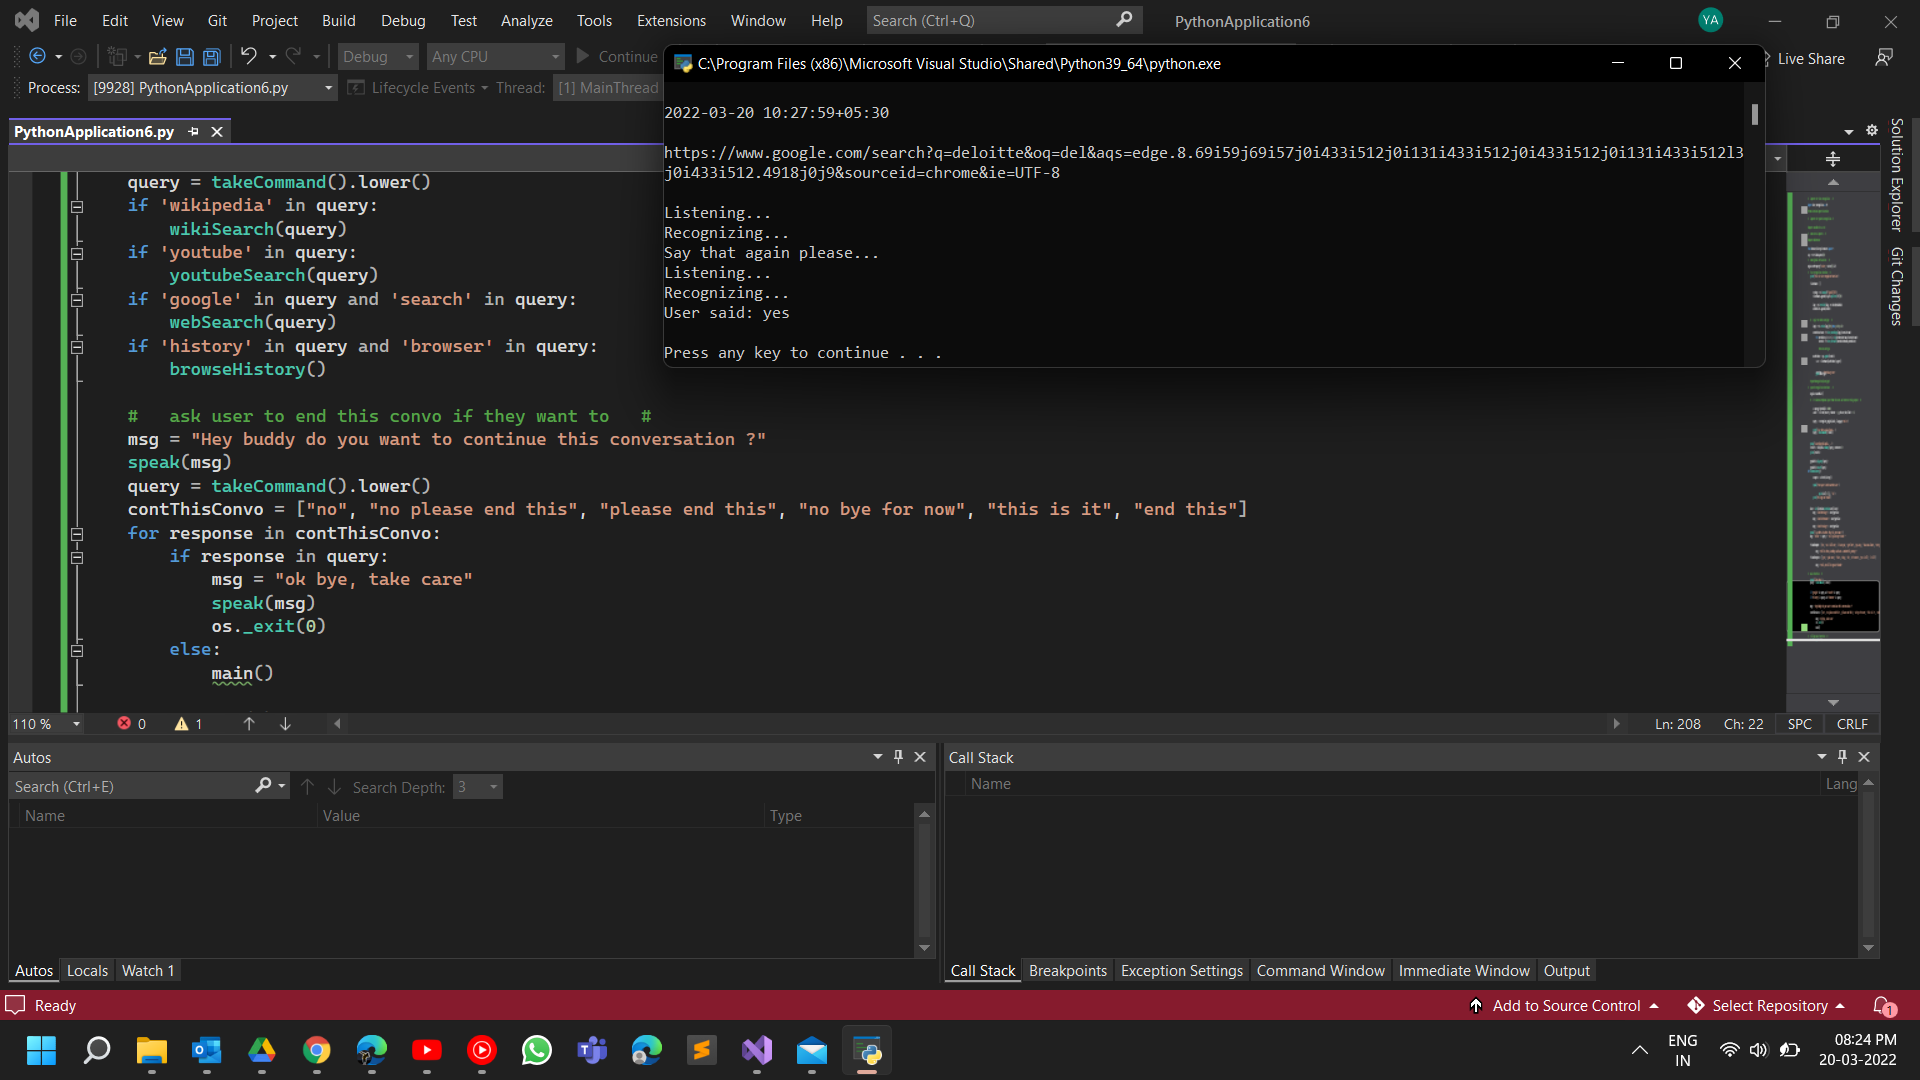 File Edit View Git Project Build Debug Test Analyze Tools Extensions Window Help Search (Ctrl+Q) PythonApplication6 YA
Debug Any CPU Continue Live Share
Process: [9928] PythonApplication6.py Lifecycle Events Thread: [1] MainThread
C:\Program Files (x86)\Microsoft Visual Studio\Shared\Python39_64\python.exe
2022-03-20 10:27:59+05:30
https://www.google.com/search?q=deloitte&oq=del&aqs=edge.8.69i59j69i57j0i433i512j0i131i433i512j0i433i512j0i131i433i512l3
j0i433i512.4918j0j9&sourceid=chrome&ie=UTF-8
Listening...
Recognizing...
Say that again please...
Listening...
Recognizing...
User said: yes
Press any key to continue . . .
PythonApplication6.py
query = takeCommand().lower()
if 'wikipedia' in query:
wikiSearch(query)
if 'youtube' in query:
youtubeSearch(query)
if 'google' in query and 'search' in query:
webSearch(query)
if 'history' in query and 'browser' in query:
browseHistory()
# ask user to end this convo if they want to #
msg = "Hey buddy do you want to continue this conversation ?"
speak(msg)
query = takeCommand().lower()
contThisConvo = ["no", "no please end this", "please end this", "no bye for now", "this is it", "end this"]
for response in contThisConvo:
if response in query:
msg = "ok bye, take care"
speak(msg)
os._exit(0)
else:
main()
Solution Explorer
Git Changes
110 % 0 1 Ln: 208 Ch: 22 SPC CRLF
Autos
Search (Ctrl+E) Search Depth: 3
Name Value Type
Autos Locals Watch 1
Call Stack
Name Lang
Call Stack Breakpoints Exception Settings Command Window Immediate Window Output
Ready Add to Source Control Select Repository 1
ENG
IN
08:24 PM
20-03-2022